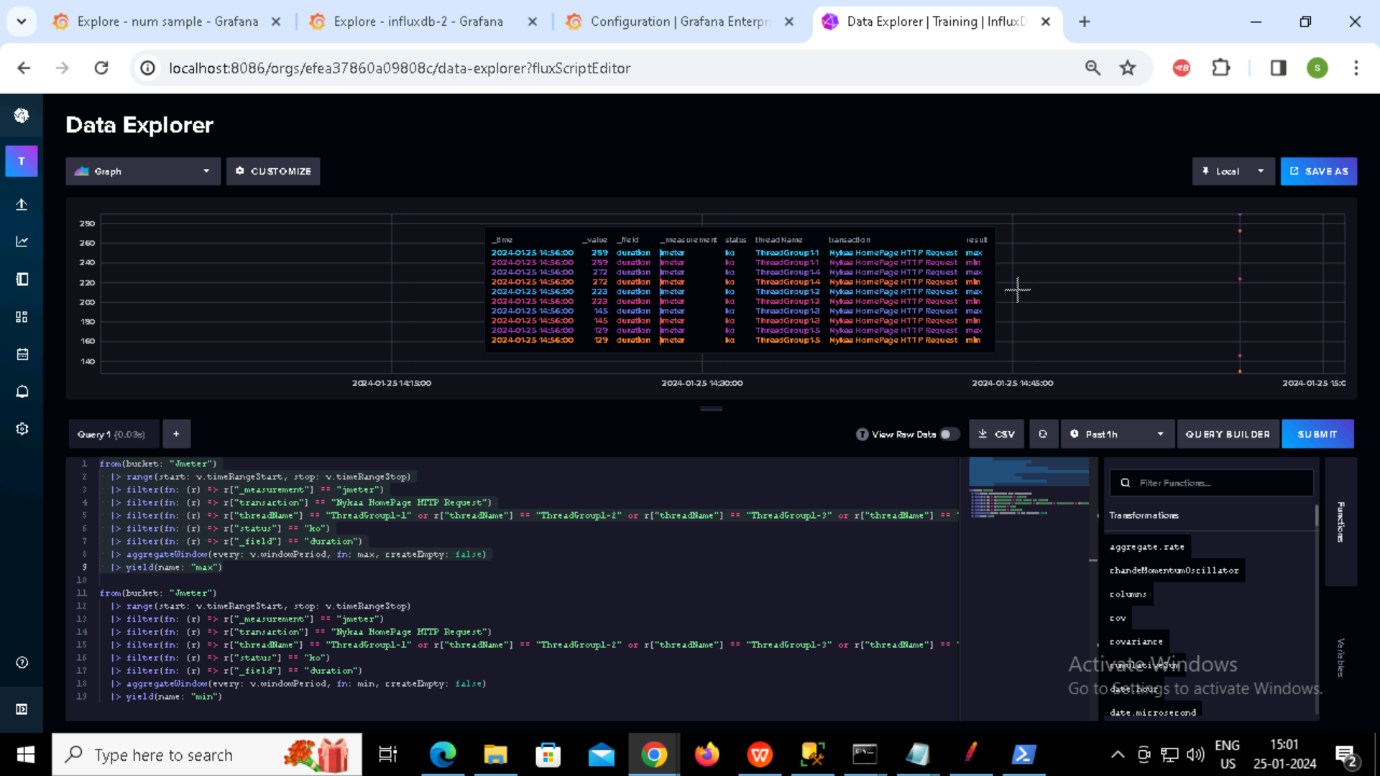 Explore - num sample - Grafana
Explore - influxdb-2 - Grafana
Configuration | Grafana Enterpr
Data Explorer | Training | InfluxD
localhost:8086/orgs/efea37860a09808c/data-explorer?fluxScriptEditor
S
Data Explorer
T
Graph
CUSTOMIZE
Local
SAVE AS
280
260
240
220
200
180
160
140
_time _value _field _measurement status threadName transaction result
2024-01-25 14:56:00 289 duration jmeter ko ThreadGroup1-1 Nykaa HomePage HTTP Request max
2024-01-25 14:56:00 289 duration jmeter ko ThreadGroup1-1 Nykaa HomePage HTTP Request min
2024-01-25 14:56:00 272 duration jmeter ko ThreadGroup1-4 Nykaa HomePage HTTP Request max
2024-01-25 14:56:00 272 duration jmeter ko ThreadGroup1-4 Nykaa HomePage HTTP Request min
2024-01-25 14:56:00 223 duration jmeter ko ThreadGroup1-2 Nykaa HomePage HTTP Request max
2024-01-25 14:56:00 223 duration jmeter ko ThreadGroup1-2 Nykaa HomePage HTTP Request min
2024-01-25 14:56:00 145 duration jmeter ko ThreadGroup1-3 Nykaa HomePage HTTP Request max
2024-01-25 14:56:00 145 duration jmeter ko ThreadGroup1-3 Nykaa HomePage HTTP Request min
2024-01-25 14:56:00 129 duration jmeter ko ThreadGroup1-5 Nykaa HomePage HTTP Request max
2024-01-25 14:56:00 129 duration jmeter ko ThreadGroup1-5 Nykaa HomePage HTTP Request min
2024-01-25 14:15:00 2024-01-25 14:30:00 2024-01-25 14:45:00 2024-01-25 15:0
Query 1 (0.03s)
+
View Raw Data
CSV
Past 1h
QUERY BUILDER
SUBMIT
1 from(bucket: "Jmeter")
2 |> range(start: v.timeRangeStart, stop: v.timeRangeStop)
3 |> filter(fn: (r) => r["_measurement"] == "jmeter")
4 |> filter(fn: (r) => r["transaction"] == "Nykaa HomePage HTTP Request")
5 |> filter(fn: (r) => r["threadName"] == "ThreadGroup1-1" or r["threadName"] == "ThreadGroup1-2" or r["threadName"] == "ThreadGroup1-3" or r["threadName"] == "
6 |> filter(fn: (r) => r["status"] == "ko")
7 |> filter(fn: (r) => r["_field"] == "duration")
8 |> aggregateWindow(every: v.windowPeriod, fn: max, createEmpty: false)
9 |> yield(name: "max")
10
11 from(bucket: "Jmeter")
12 |> range(start: v.timeRangeStart, stop: v.timeRangeStop)
13 |> filter(fn: (r) => r["_measurement"] == "jmeter")
14 |> filter(fn: (r) => r["transaction"] == "Nykaa HomePage HTTP Request")
15 |> filter(fn: (r) => r["threadName"] == "ThreadGroup1-1" or r["threadName"] == "ThreadGroup1-2" or r["threadName"] == "ThreadGroup1-3" or r["threadName"] == "
16 |> filter(fn: (r) => r["status"] == "ko")
17 |> filter(fn: (r) => r["_field"] == "duration")
18 |> aggregateWindow(every: v.windowPeriod, fn: min, createEmpty: false)
19 |> yield(name: "min")
Filter Functions...
Transformations
aggregate.rate
chandeMomentumOscillator
columns
cov
covariance
cumulativeSum
date.hour
date.microsecond
Functions
Variables
Activate Windows
Go to Settings to activate Windows.
Type here to search
ENG
US
15:01
25-01-2024
2